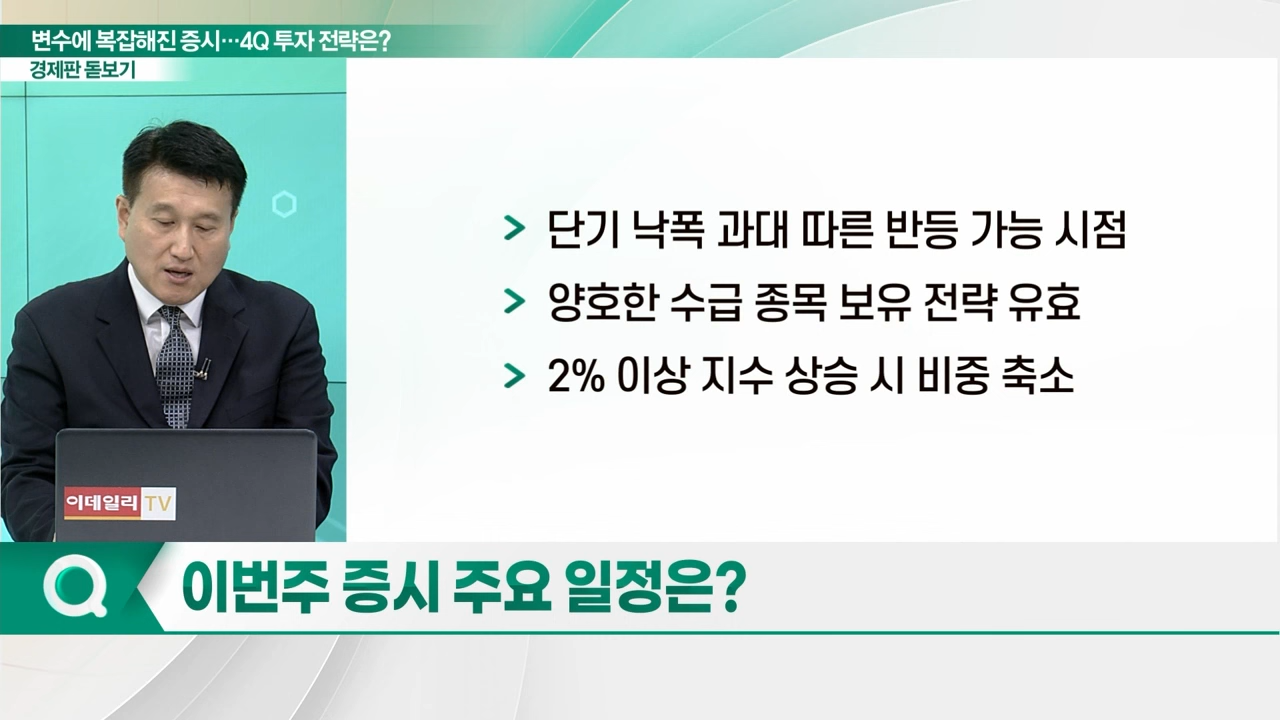 변수에 복잡해진 증시…4Q 투자 전략은?
경제판 돋보기
> 단기 낙폭 과대 따른 반등 가능 시점
> 양호한 수급 종목 보유 전략 유효
> 2% 이상 지수 상승 시 비중 축소
이데일리 TV
Q 이번주 증시 주요 일정은?